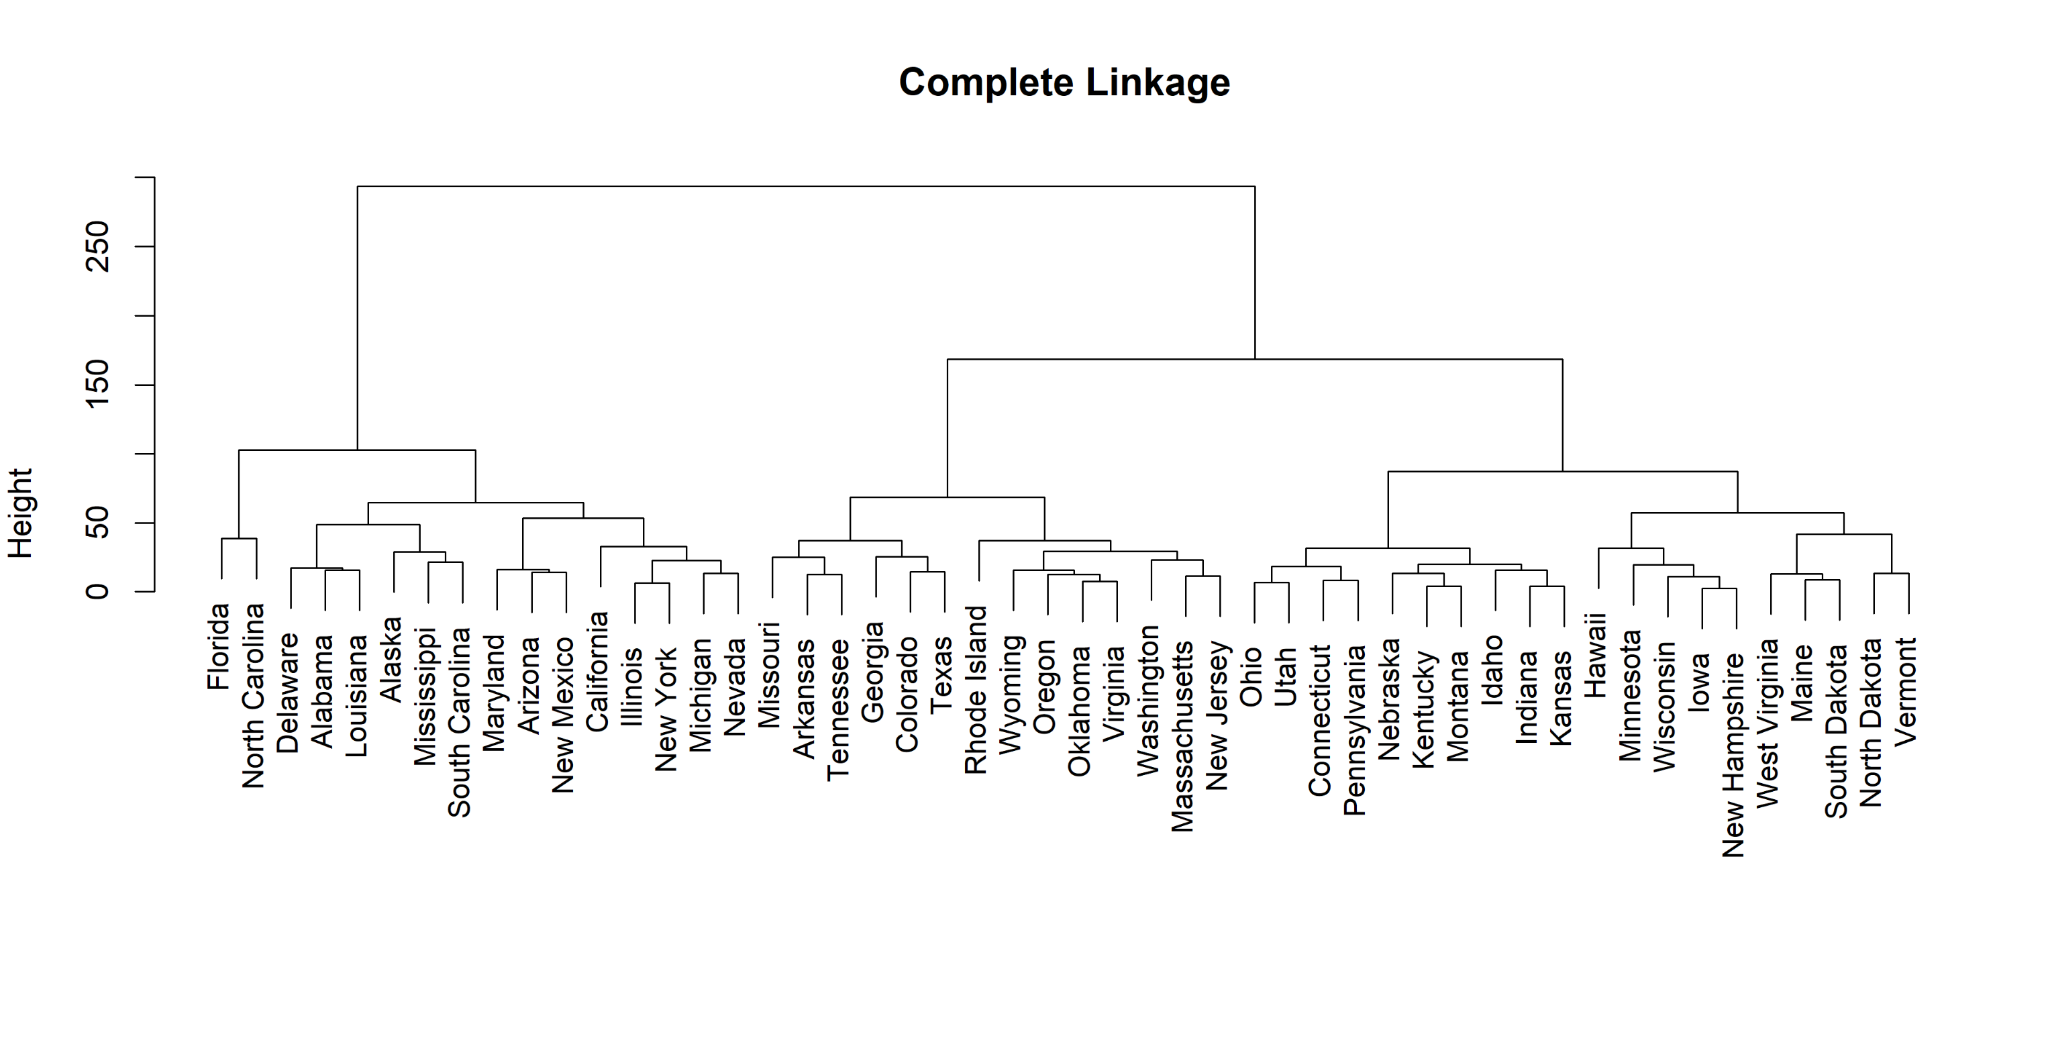 Complete Linkage
Height
250
150
50
0
Florida
North Carolina
Delaware
Alabama
Louisiana
Alaska
Mississippi
South Carolina
Maryland
Arizona
New Mexico
California
Illinois
New York
Michigan
Nevada
Missouri
Arkansas
Tennessee
Georgia
Colorado
Texas
Rhode Island
Wyoming
Oregon
Oklahoma
Virginia
Washington
Massachusetts
New Jersey
Ohio
Utah
Connecticut
Pennsylvania
Nebraska
Kentucky
Montana
Idaho
Indiana
Kansas
Hawaii
Minnesota
Wisconsin
Iowa
New Hampshire
West Virginia
Maine
South Dakota
North Dakota
Vermont